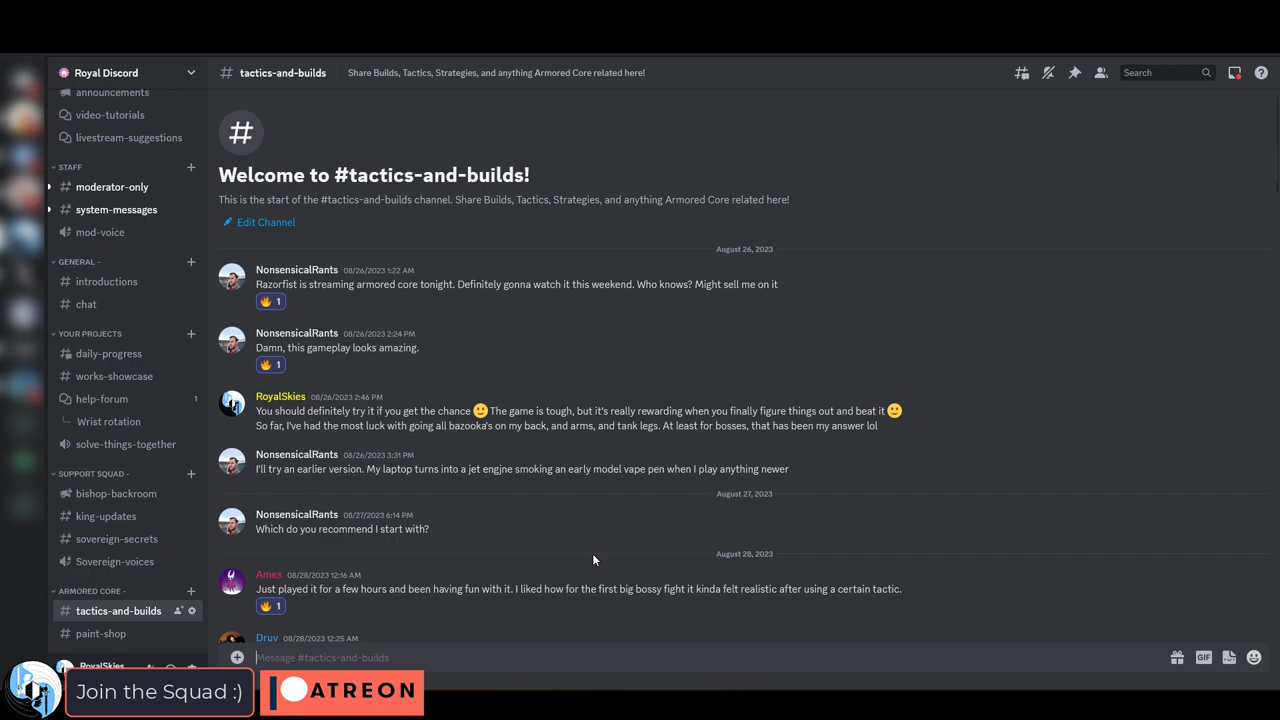 Royal Discord
announcements
video-tutorials
livestream-suggestions
STAFF
moderator-only
system-messages
mod-voice
GENERAL -
introductions
chat
YOUR PROJECTS
daily-progress
works-showcase
help-forum 1
Wrist rotation
solve-things-together
SUPPORT SQUAD
bishop-backroom
king-updates
sovereign-secrets
Sovereign-voices
ARMORED CORE
tactics-and-builds
paint-shop
RoyalSkies
# tactics-and-builds Share Builds, Tactics, Strategies, and anything Armored Core related here!
Search
Welcome to #tactics-and-builds!
This is the start of the #tactics-and-builds channel. Share Builds, Tactics, Strategies, and anything Armored Core related here!
Edit Channel
August 26, 2023
NonsensicalRants 08/26/2023 1:22 AM
Razorfist is streaming armored core tonight. Definitely gonna watch it this weekend. Who knows? Might sell me on it
🔥 1
NonsensicalRants 08/26/2023 2:24 PM
Damn, this gameplay looks amazing.
🔥 1
RoyalSkies 08/26/2023 2:46 PM
You should definitely try it if you get the chance 🙂 The game is tough, but it's really rewarding when you finally figure things out and beat it 🙂
So far, I've had the most luck with going all bazooka's on my back, and arms, and tank legs. At least for bosses, that has been my answer lol
NonsensicalRants 08/26/2023 3:31 PM
I'll try an earlier version. My laptop turns into a jet engjne smoking an early model vape pen when I play anything newer
August 27, 2023
NonsensicalRants 08/27/2023 6:14 PM
Which do you recommend I start with?
August 28, 2023
Ames 08/28/2023 12:16 AM
Just played it for a few hours and been having fun with it. I liked how for the first big bossy fight it kinda felt realistic after using a certain tactic.
🔥 1
Druv 08/28/2023 12:25 AM
Message #tactics-and-builds
GIF
Join the Squad :)
PATREON